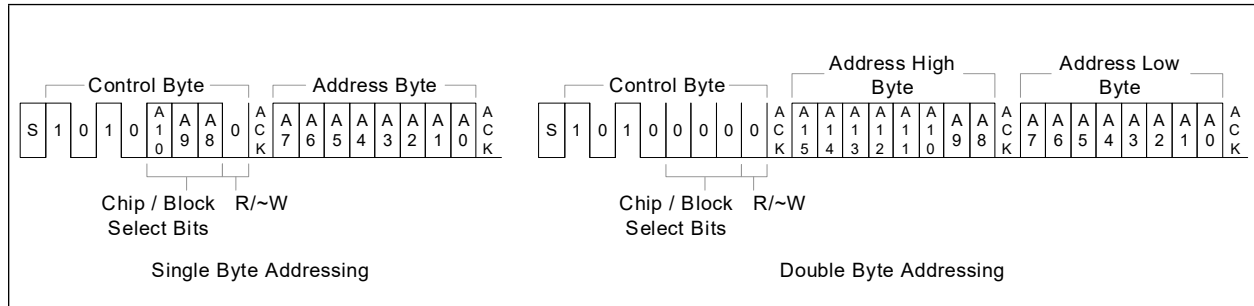 Control Byte Address Byte
S 1 0 1 0 A10 A9 A8 0 ACK A7 A6 A5 A4 A3 A2 A1 A0 ACK
Chip / Block R/~W
Select Bits
Single Byte Addressing
Control Byte Address High Byte Address Low Byte
S 1 0 1 0 0 0 0 0 ACK A15 A14 A13 A12 A11 A10 A9 A8 ACK A7 A6 A5 A4 A3 A2 A1 A0 ACK
Chip / Block R/~W
Select Bits
Double Byte Addressing